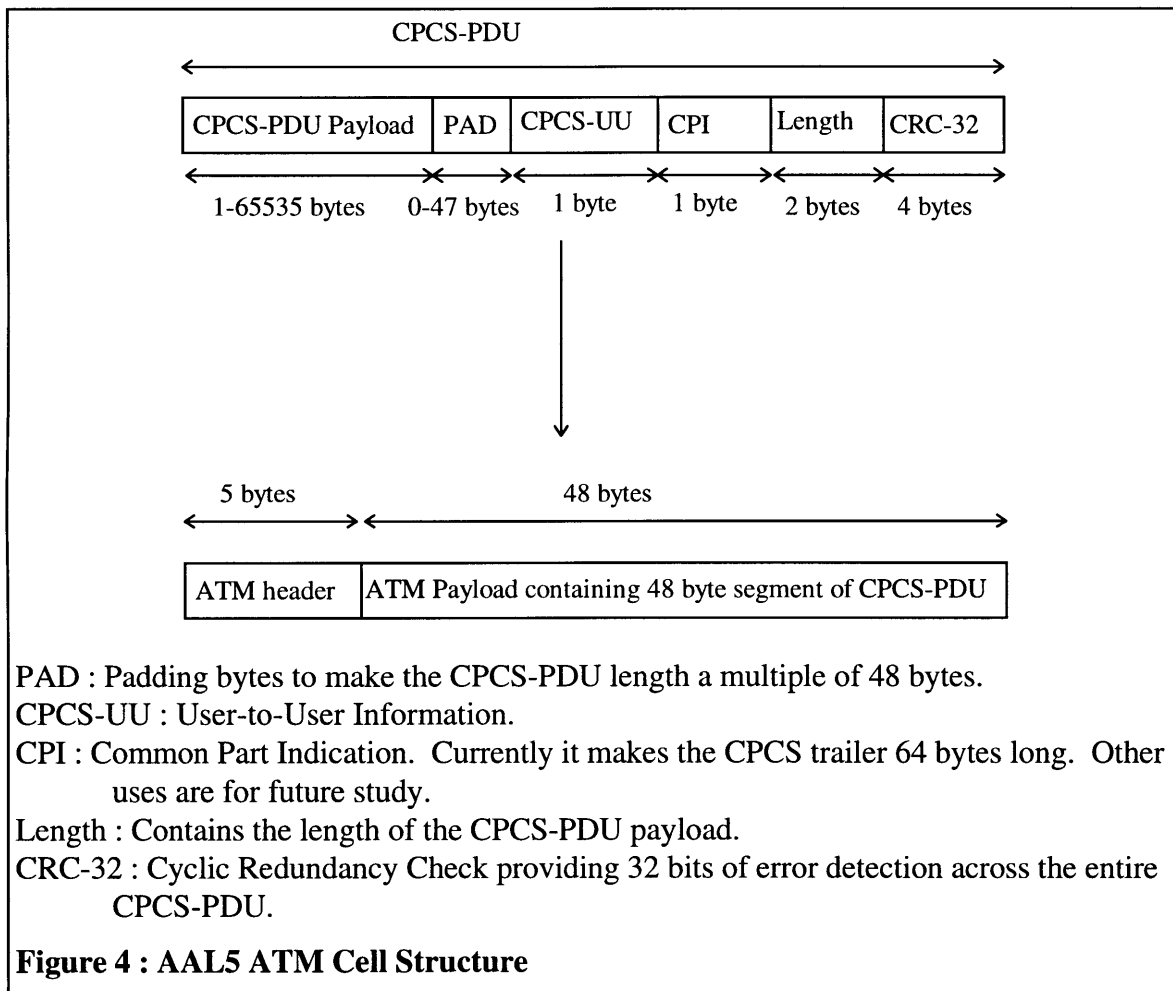 CPCS-PDU
CPCS-PDU Payload PAD CPCS-UU CPI Length CRC-32
1-65535 bytes 0-47 bytes 1 byte 1 byte 2 bytes 4 bytes
5 bytes 48 bytes
ATM header ATM Payload containing 48 byte segment of CPCS-PDU
PAD : Padding bytes to make the CPCS-PDU length a multiple of 48 bytes.
CPCS-UU : User-to-User Information.
CPI : Common Part Indication. Currently it makes the CPCS trailer 64 bytes long. Other
uses are for future study.
Length : Contains the length of the CPCS-PDU payload.
CRC-32 : Cyclic Redundancy Check providing 32 bits of error detection across the entire
CPCS-PDU.
Figure 4 : AAL5 ATM Cell Structure